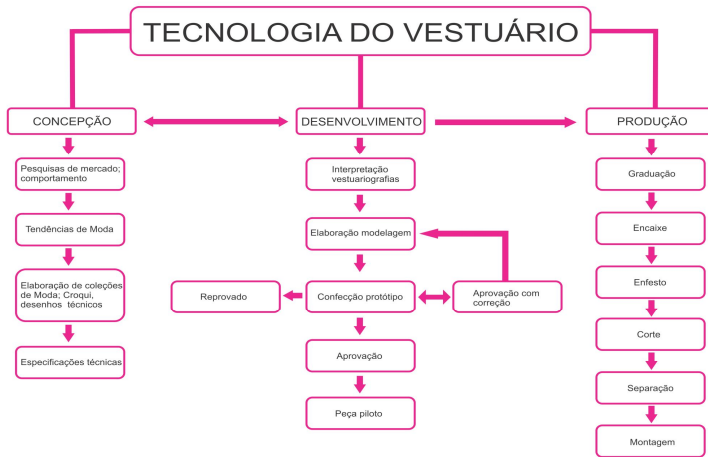 TECNOLOGIA DO VESTUÁRIO
CONCEPÇÃO
Pesquisas de mercado;
comportamento
Tendências de Moda
Elaboração de coleções
de Moda; Croqui,
desenhos técnicos
Especificações técnicas
DESENVOLVIMENTO
Interpretação
vestuariografias
Elaboração modelagem
Reprovado
Confecção protótipo
Aprovação com
correção
Aprovação
Peça piloto
PRODUÇÃO
Graduação
Encaixe
Enfesto
Corte
Separação
Montagem